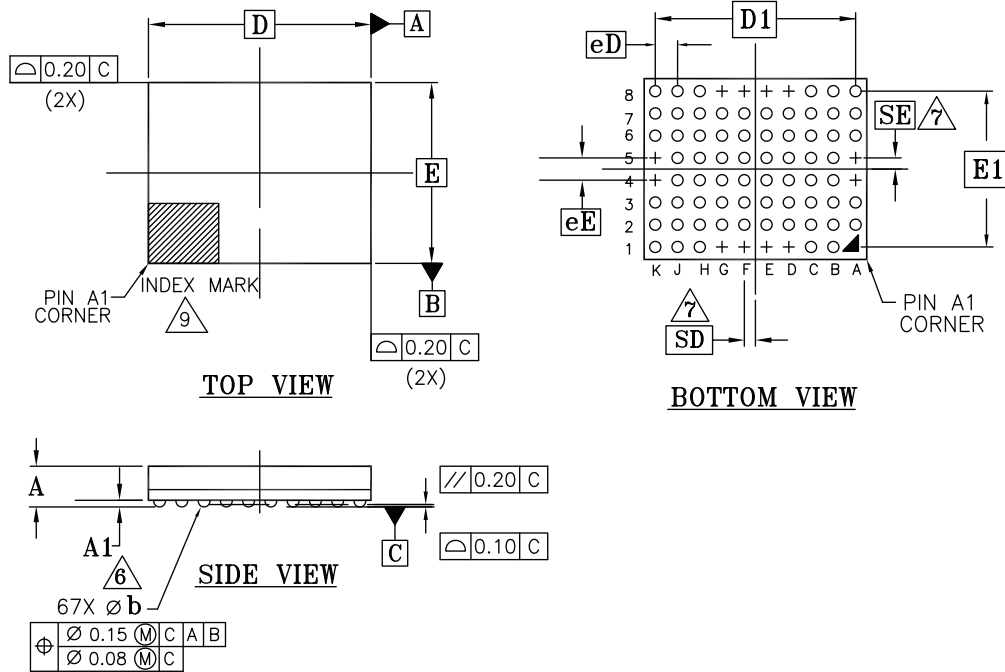 D
A
⌓ 0.20 C
(2X)
E
PIN A1
CORNER
INDEX MARK
9
B
⌓ 0.20 C
(2X)
TOP VIEW
D1
eD
8
7
6
5
4
3
2
1
K J H G F E D C B A
SE 7
E1
eE
7
SD
PIN A1
CORNER
BOTTOM VIEW
A
A1
6
// 0.20 C
C
⌓ 0.10 C
SIDE VIEW
67X Ø b
⌖ Ø 0.15 Ⓜ C A B
Ø 0.08 Ⓜ C